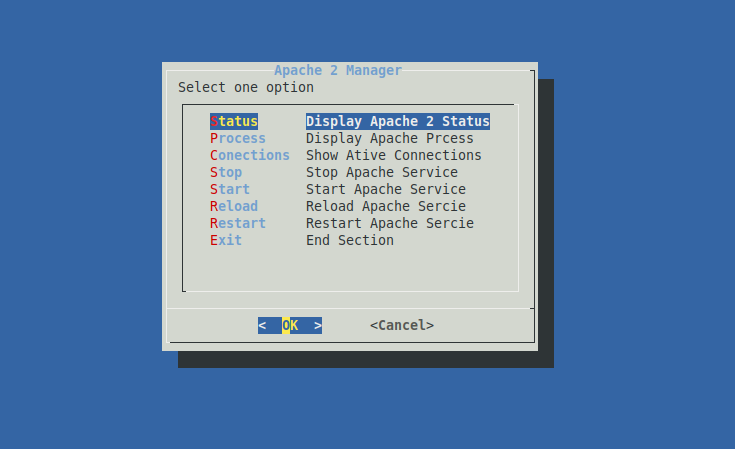 Apache 2 Manager
Select one option
Status Display Apache 2 Status
Process Display Apache Prcess
Conections Show Ative Connections
Stop Stop Apache Service
Start Start Apache Service
Reload Reload Apache Sercie
Restart Restart Apache Sercie
Exit End Section
< OK > <Cancel>